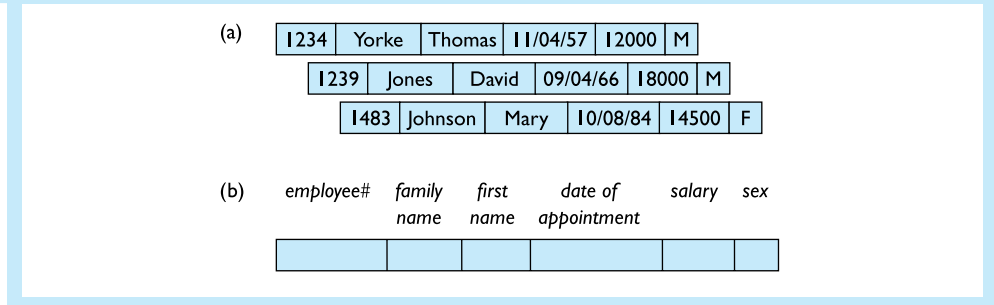 (a) 1234 Yorke Thomas 11/04/57 12000 M
1239 Jones David 09/04/66 18000 M
1483 Johnson Mary 10/08/84 14500 F
(b) employee# family first date of salary sex
name name appointment